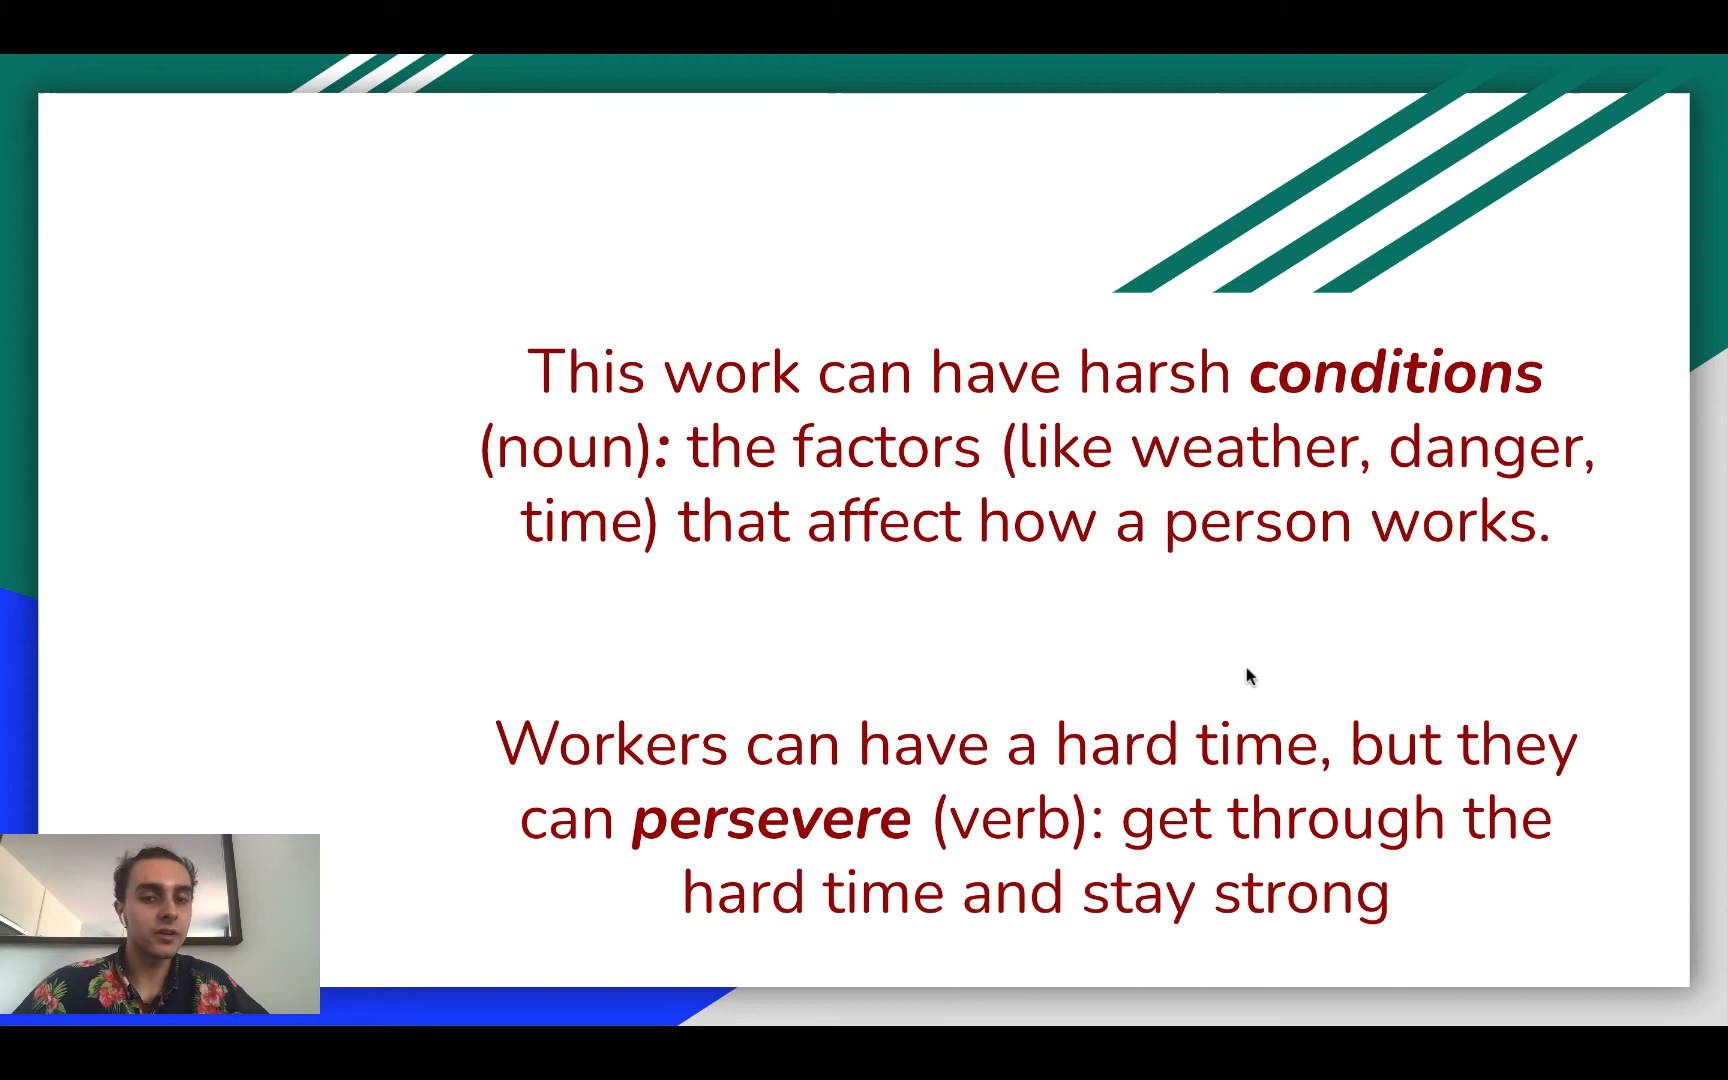 This work can have harsh conditions
(noun): the factors (like weather, danger,
time) that affect how a person works.
Workers can have a hard time, but they
can persevere (verb): get through the
hard time and stay strong